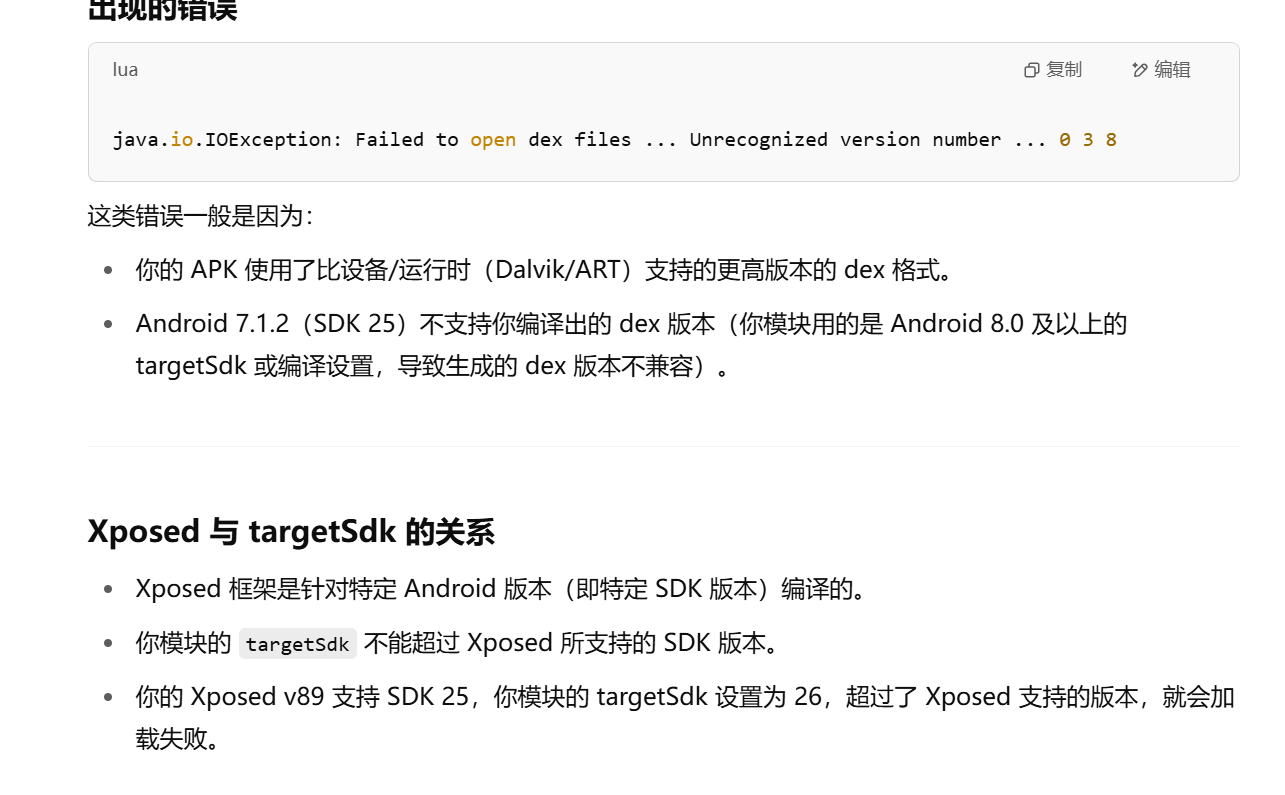 出现的错误
lua
复制
编辑
java.io.IOException: Failed to open dex files ... Unrecognized version number ... 0 3 8
这类错误一般是因为：
你的 APK 使用了比设备/运行时（Dalvik/ART）支持的更高版本的 dex 格式。
Android 7.1.2（SDK 25）不支持你编译出的 dex 版本（你模块用的是 Android 8.0 及以上的
targetSdk 或编译设置，导致生成的 dex 版本不兼容）。
Xposed 与 targetSdk 的关系
Xposed 框架是针对特定 Android 版本（即特定 SDK 版本）编译的。
你模块的 targetSdk 不能超过 Xposed 所支持的 SDK 版本。
你的 Xposed v89 支持 SDK 25，你模块的 targetSdk 设置为 26，超过了 Xposed 支持的版本，就会加
载失败。